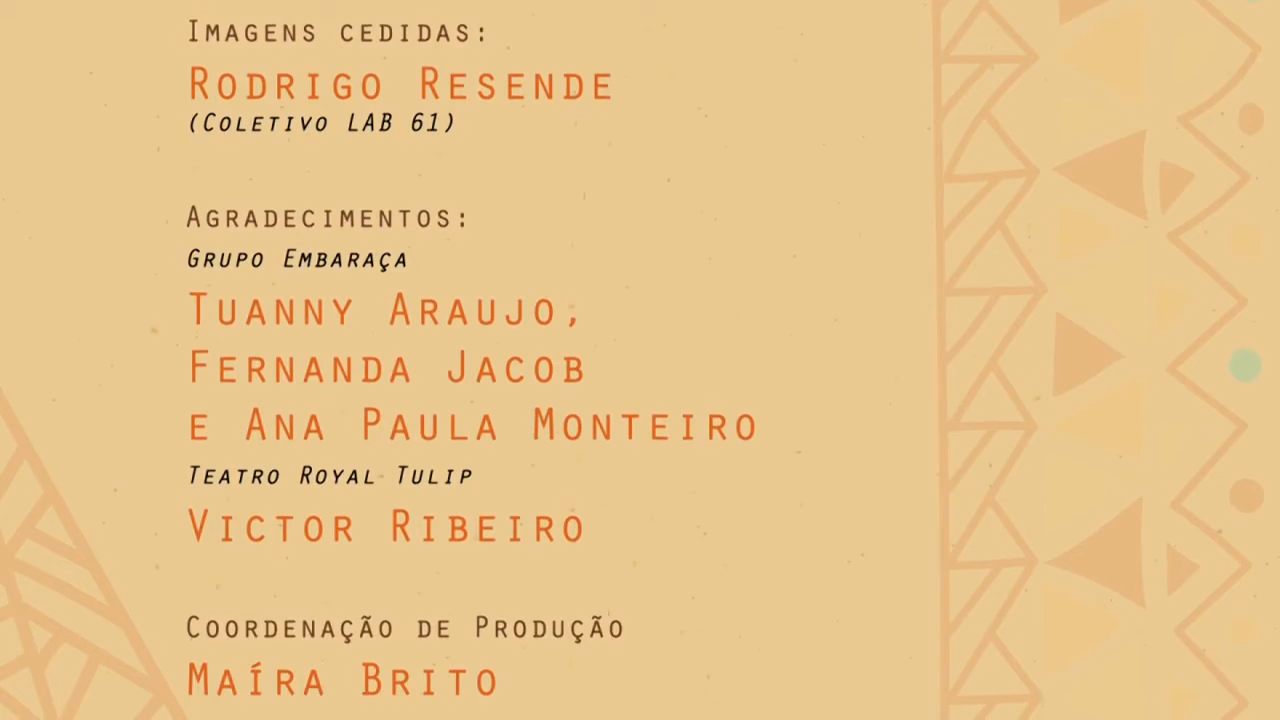 Imagens cedidas:
Rodrigo Resende
(Coletivo LAB 61)
Agradecimentos:
Grupo Embaraça
Tuanny Araujo,
Fernanda Jacob
e Ana Paula Monteiro
Teatro Royal Tulip
Victor Ribeiro
Coordenação de Produção
Maíra Brito